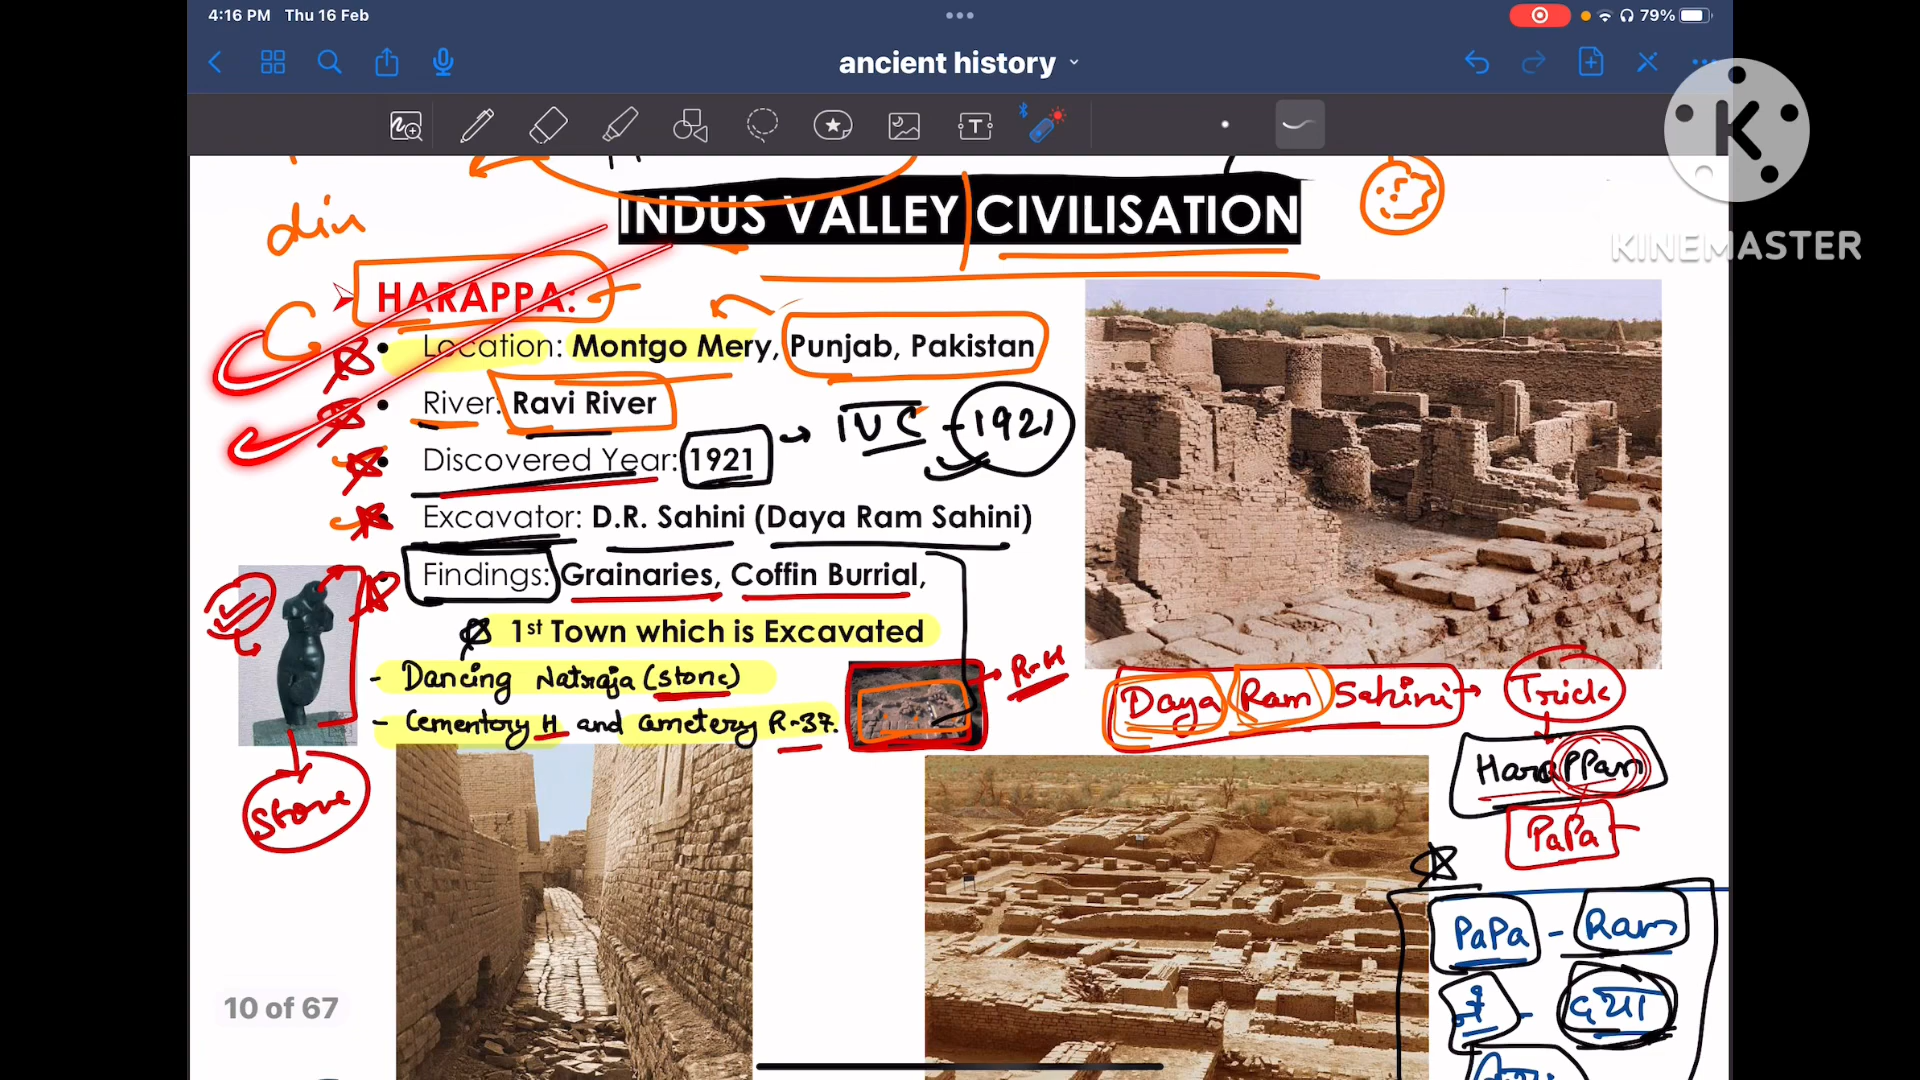 4:16 PM Thu 16 Feb
79%
ancient history
KINEMASTER
INDUS VALLEY CIVILISATION
din
HARAPPA:
Location: Montgo Mery, Punjab, Pakistan
River: Ravi River
Discovered Year: 1921 → IVC - 1921
Excavator: D.R. Sahini (Daya Ram Sahini)
Findings: Grainaries, Coffin Burrial,
1st Town which is Excavated
- Dancing Natraja (stone)
- Cementory H and cemetery R-37.
R-H
Daya Ram Sahini → Trick
Harappan
PaPa
stone
PaPa - Ram
ने - दया
10 of 67